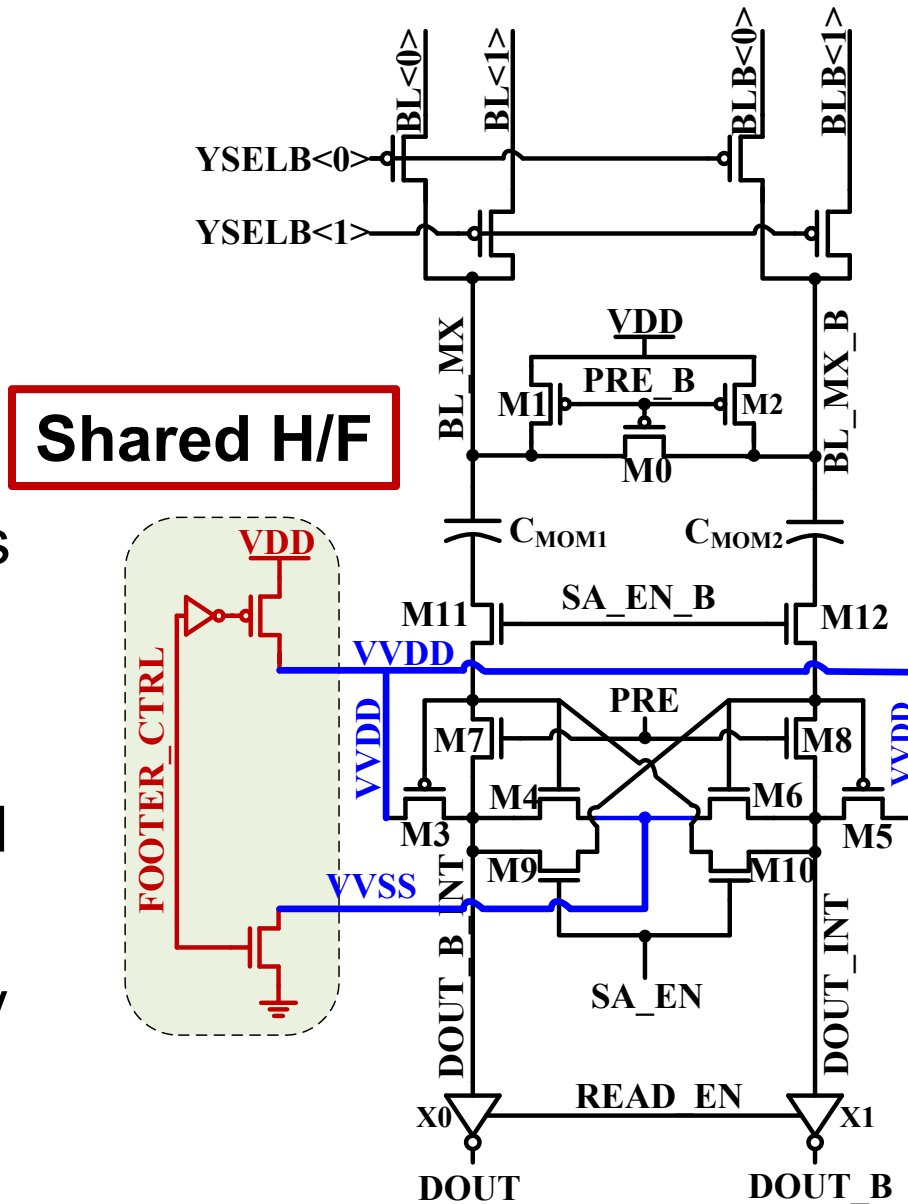 BL<0>
BL<1>
BLB<0>
BLB<1>
YSELB<0>
YSELB<1>
BL_MX
BL_MX_B
VDD
PRE_B
M1
M2
M0
Shared H/F
s
CMOM1
CMOM2
VDD
M11
SA_EN_B
M12
VVDD
FOOTER_CTRL
VVDD
PRE
VVDD
M7
M8
M4
M6
M3
M5
l
M9
M10
VVSS
DOUT_B_INT
DOUT_INT
SA_EN
y
X0
READ_EN
X1
DOUT
DOUT_B